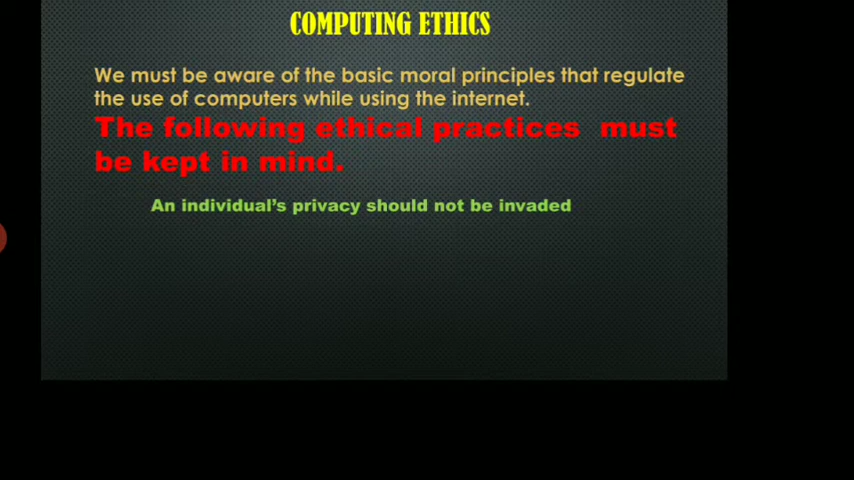 COMPUTING ETHICS
We must be aware of the basic moral principles that regulate
the use of computers while using the internet.
The following ethical practices must
be kept in mind.
An individual's privacy should not be invaded